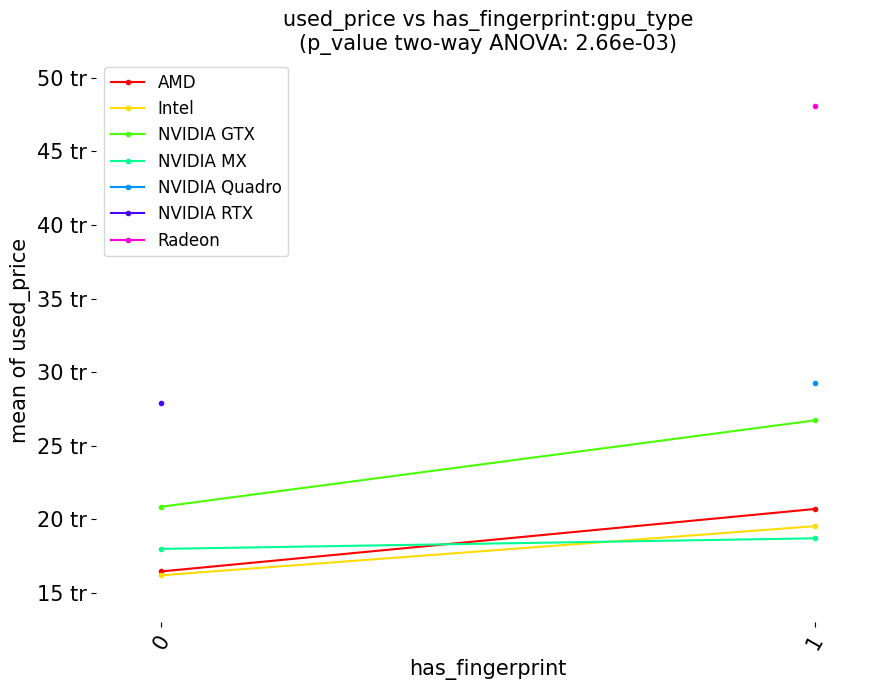 used_price vs has_fingerprint:gpu_type
(p_value two-way ANOVA: 2.66e-03)
50 tr
45 tr
40 tr
35 tr
30 tr
25 tr
20 tr
15 tr
mean of used_price
AMD
Intel
NVIDIA GTX
NVIDIA MX
NVIDIA Quadro
NVIDIA RTX
Radeon
0
1
has_fingerprint